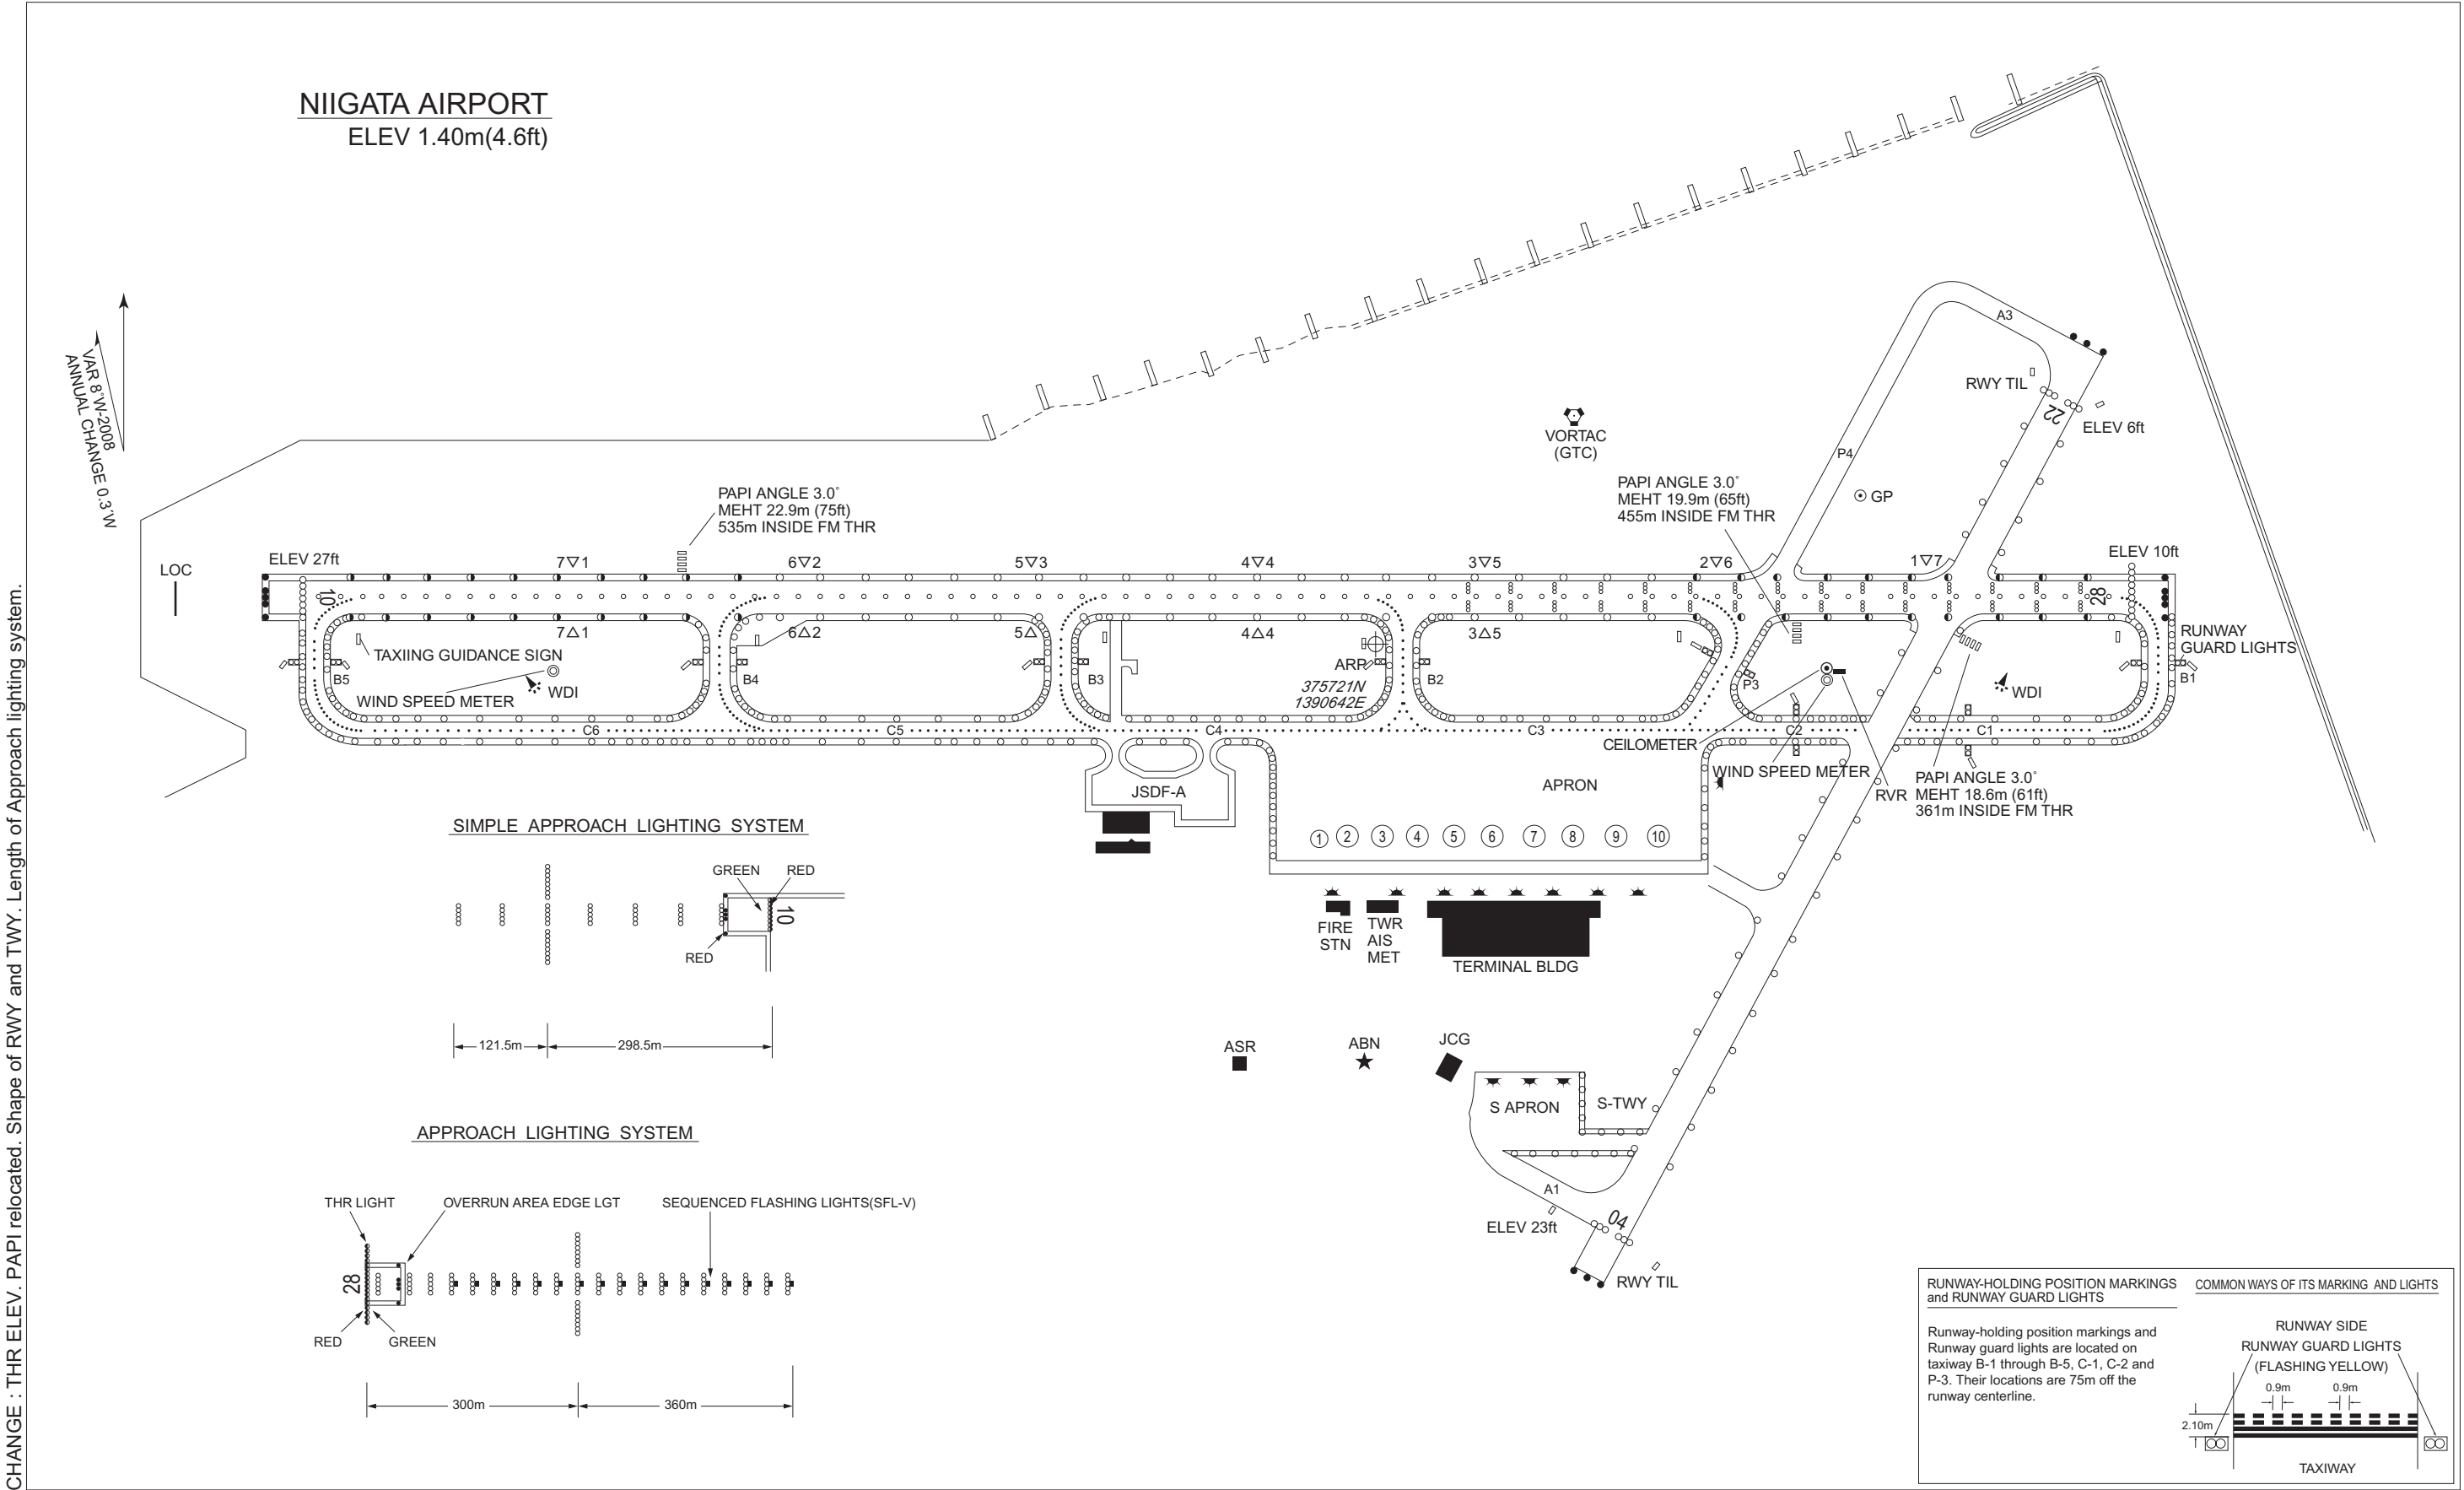 NIIGATA AIRPORT
ELEV 1.40m(4.6ft)
VAR 8˚W-2008
ANNUAL CHANGE 0.3'W
LOC
ELEV 27ft
PAPI ANGLE 3.0˚
MEHT 22.9m (75ft)
535m INSIDE FM THR
VORTAC
(GTC)
PAPI ANGLE 3.0˚
MEHT 19.9m (65ft)
455m INSIDE FM THR
A3
RWY TIL
22
ELEV 6ft
P4
GP
ELEV 10ft
7▽1
6▽2
5▽3
4▽4
3▽5
2▽6
1▽7
10
28
7△1
6△2
5△
4△4
3△5
TAXIING GUIDANCE SIGN
B5
WIND SPEED METER
WDI
B4
B3
ARP
375721N
1390642E
B2
P3
WDI
RUNWAY
GUARD LIGHTS
B1
C6
C5
C4
C3
C2
C1
CEILOMETER
WIND SPEED METER
RVR
PAPI ANGLE 3.0˚
MEHT 18.6m (61ft)
361m INSIDE FM THR
JSDF-A
APRON
1 2 3 4 5 6 7 8 9 10
FIRE
STN
TWR
AIS
MET
TERMINAL BLDG
ASR
ABN
JCG
S APRON
S-TWY
A1
ELEV 23ft
04
RWY TIL
SIMPLE APPROACH LIGHTING SYSTEM
GREEN
RED
10
RED
121.5m
298.5m
APPROACH LIGHTING SYSTEM
THR LIGHT
OVERRUN AREA EDGE LGT
SEQUENCED FLASHING LIGHTS(SFL-V)
28
RED
GREEN
300m
360m
RUNWAY-HOLDING POSITION MARKINGS
and RUNWAY GUARD LIGHTS
Runway-holding position markings and
Runway guard lights are located on
taxiway B-1 through B-5, C-1, C-2 and
P-3. Their locations are 75m off the
runway centerline.
COMMON WAYS OF ITS MARKING AND LIGHTS
RUNWAY SIDE
RUNWAY GUARD LIGHTS
(FLASHING YELLOW)
0.9m
0.9m
2.10m
TAXIWAY
CHANGE : THR ELEV. PAPI relocated. Shape of RWY and TWY. Length of Approach lighting system.